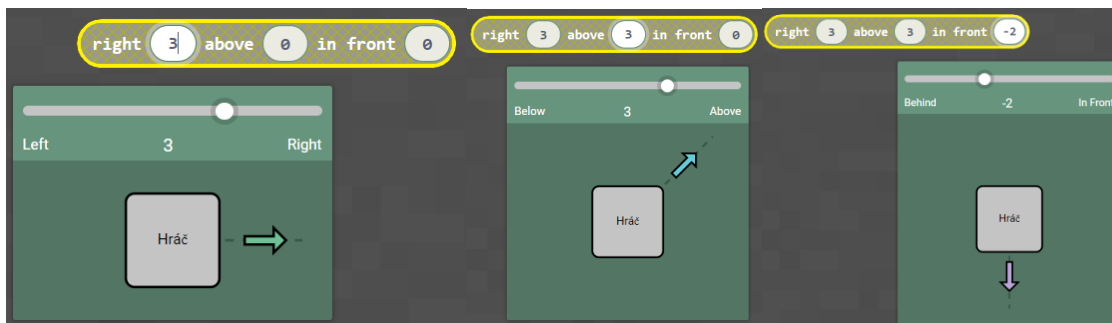 right 3 above 0 in front 0
Left 3 Right
Hráč
right 3 above 3 in front 0
Below 3 Above
Hráč
right 3 above 3 in front -2
Behind -2 In Front
Hráč